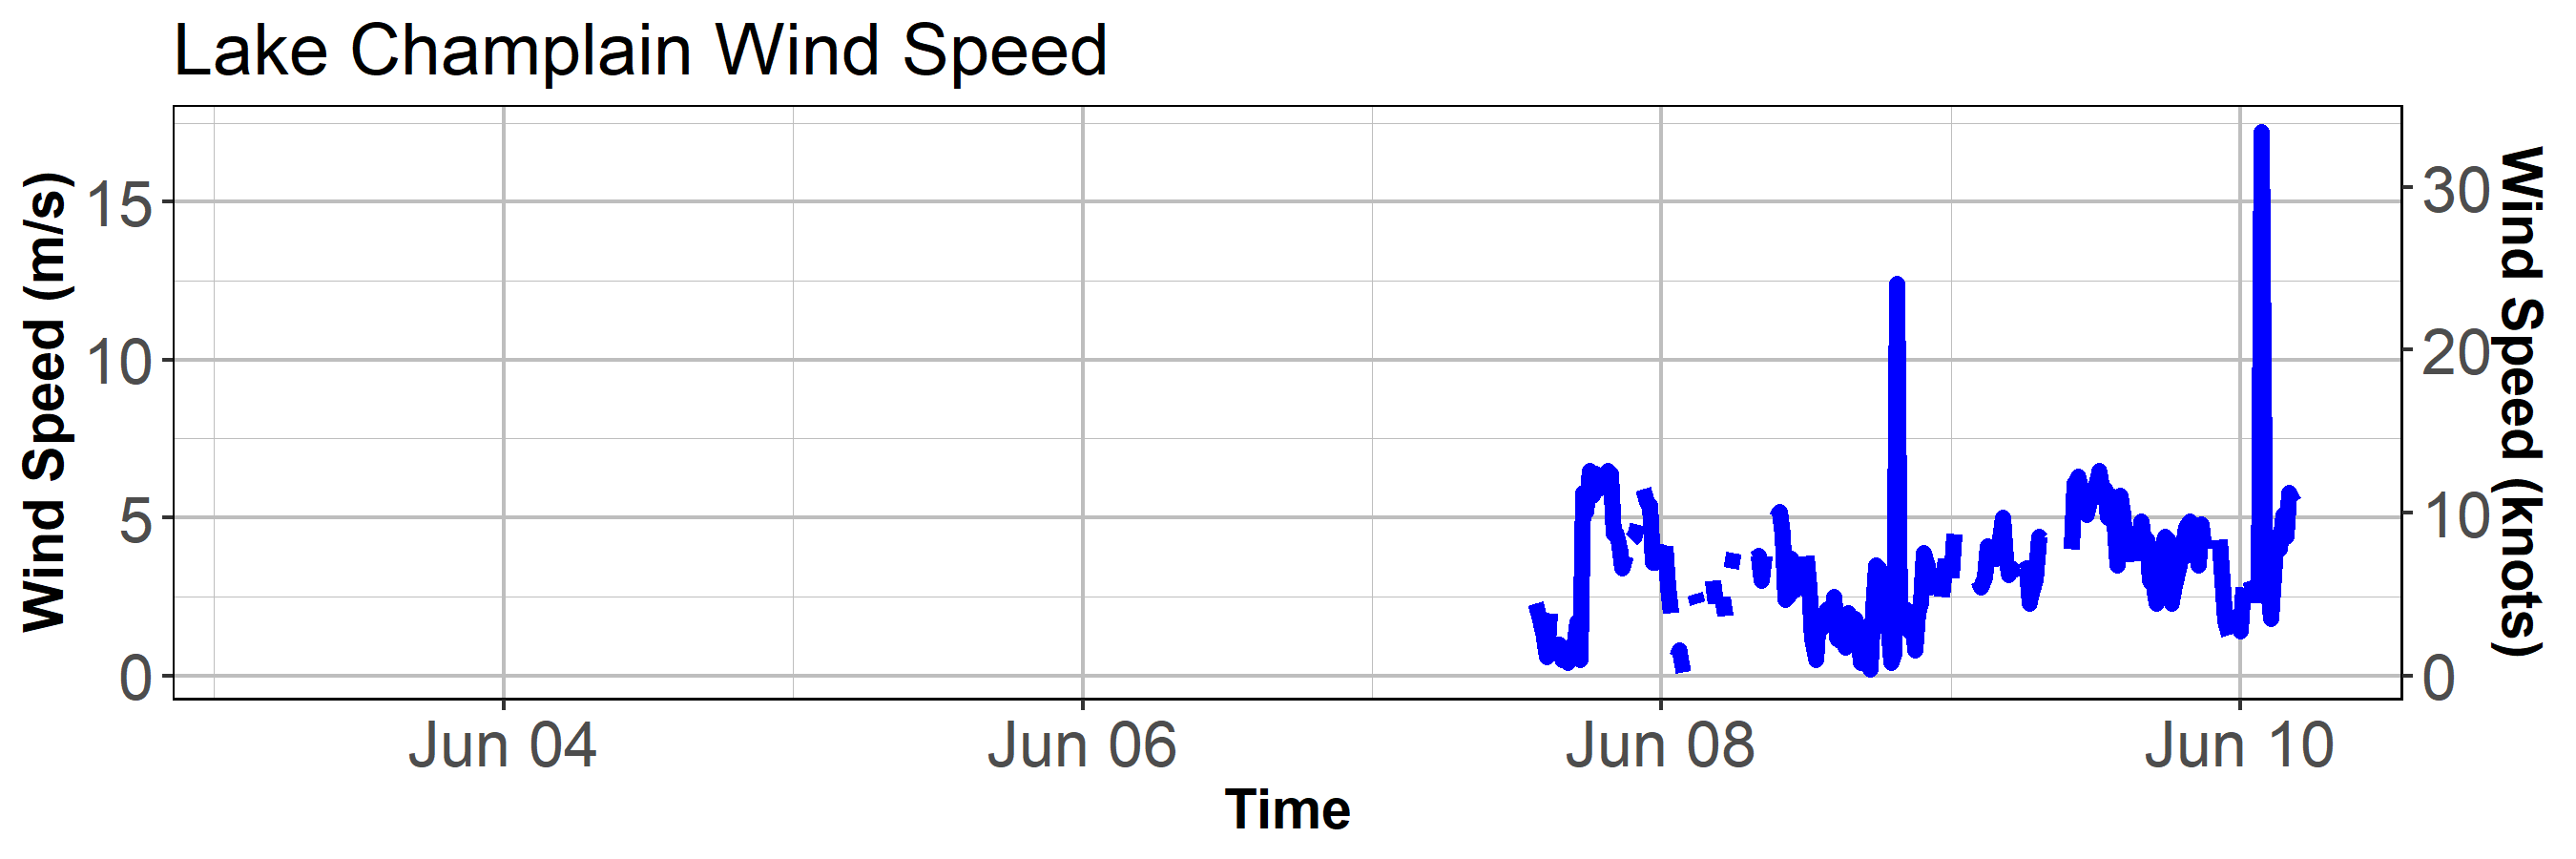 Lake Champlain Wind Speed
Wind Speed (m/s)
15
10
5
0
30
20
10
0
Wind Speed (knots)
Jun 04
Jun 06
Jun 08
Jun 10
Time